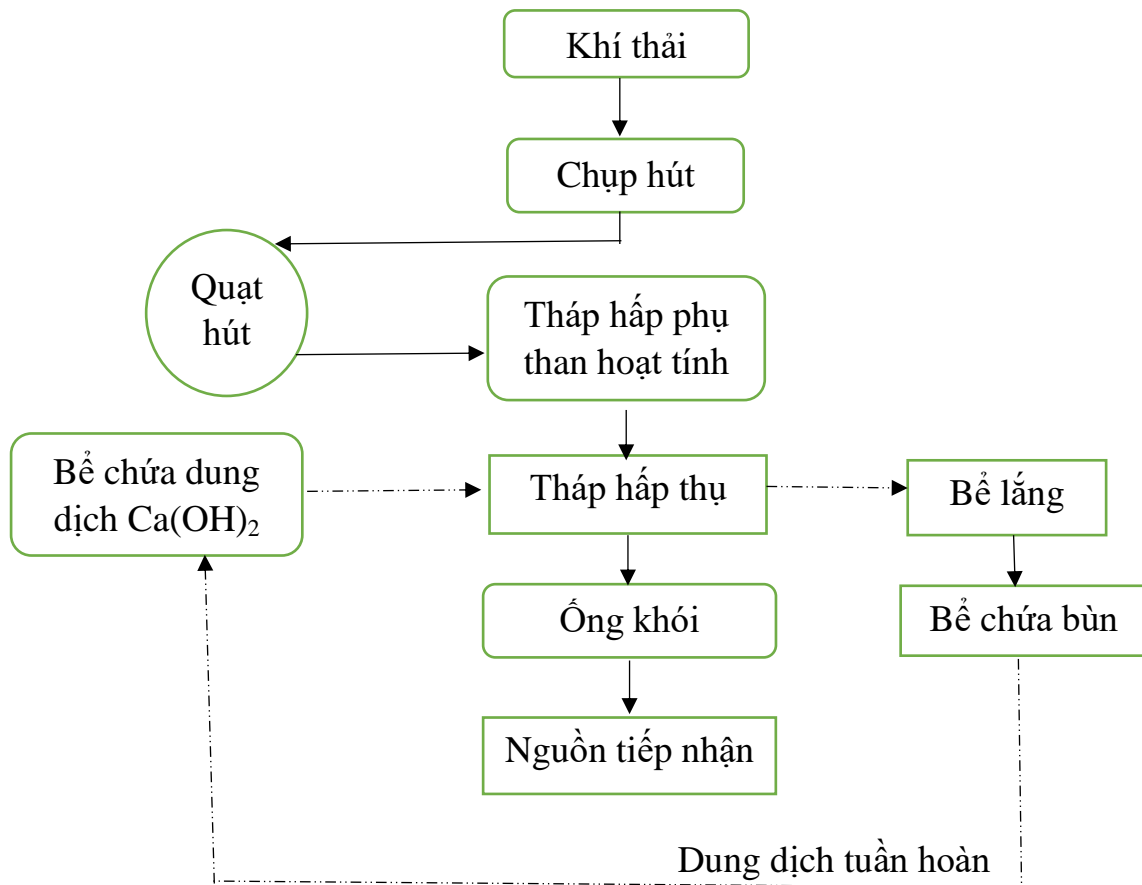 Khí thải
Chụp hút
Quạt
hút
Tháp hấp phụ
than hoạt tính
Bể chứa dung
dịch Ca(OH)₂
Tháp hấp thụ
Bể lắng
Ống khói
Bể chứa bùn
Nguồn tiếp nhận
Dung dịch tuần hoàn